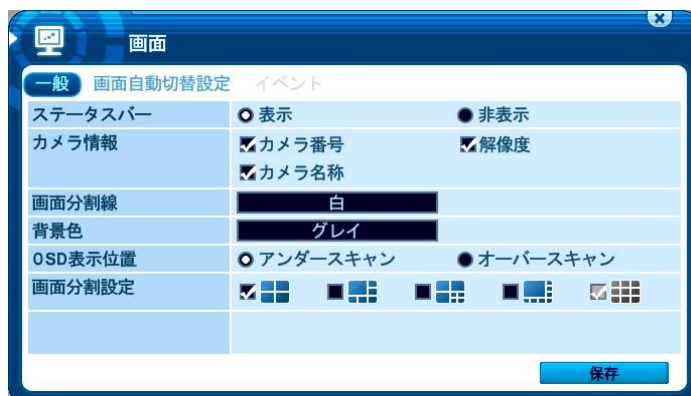 画面
一般 画面自動切替設定 イベント
ステータスバー 表示 非表示
カメラ情報 カメラ番号 解像度
カメラ名称
画面分割線 白
背景色 グレイ
OSD表示位置 アンダースキャン オーバースキャン
画面分割設定
保存